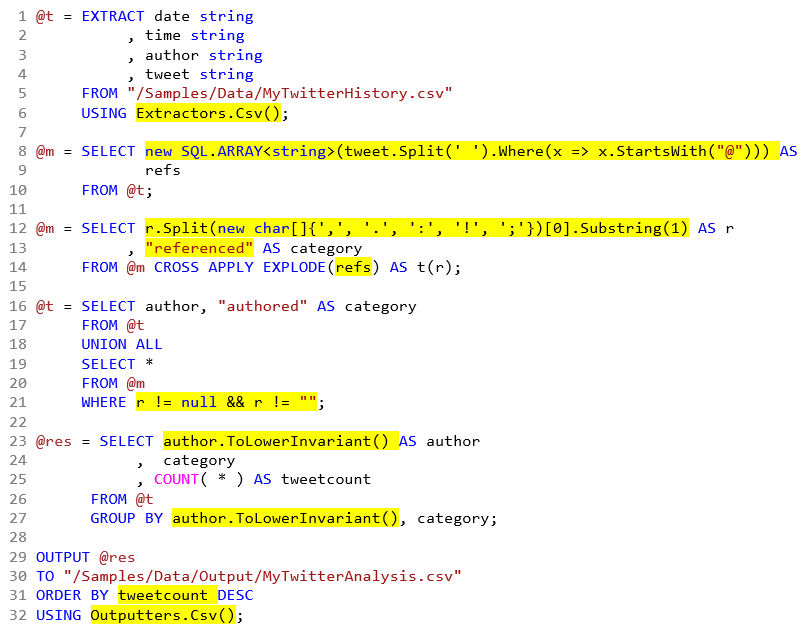 1 @t = EXTRACT date string
2 , time string
3 , author string
4 , tweet string
5 FROM "/Samples/Data/MyTwitterHistory.csv"
6 USING Extractors.Csv();
7
8 @m = SELECT new SQL.ARRAY<string>(tweet.Split(' ').Where(x => x.StartsWith("@"))) AS
9 refs
10 FROM @t;
11
12 @m = SELECT r.Split(new char[]{',', '.', ':', '!', ';'})[0].Substring(1) AS r
13 , "referenced" AS category
14 FROM @m CROSS APPLY EXPLODE(refs) AS t(r);
15
16 @t = SELECT author, "authored" AS category
17 FROM @t
18 UNION ALL
19 SELECT *
20 FROM @m
21 WHERE r != null && r != "";
22
23 @res = SELECT author.ToLowerInvariant() AS author
24 , category
25 , COUNT( * ) AS tweetcount
26 FROM @t
27 GROUP BY author.ToLowerInvariant(), category;
28
29 OUTPUT @res
30 TO "/Samples/Data/Output/MyTwitterAnalysis.csv"
31 ORDER BY tweetcount DESC
32 USING Outputters.Csv();